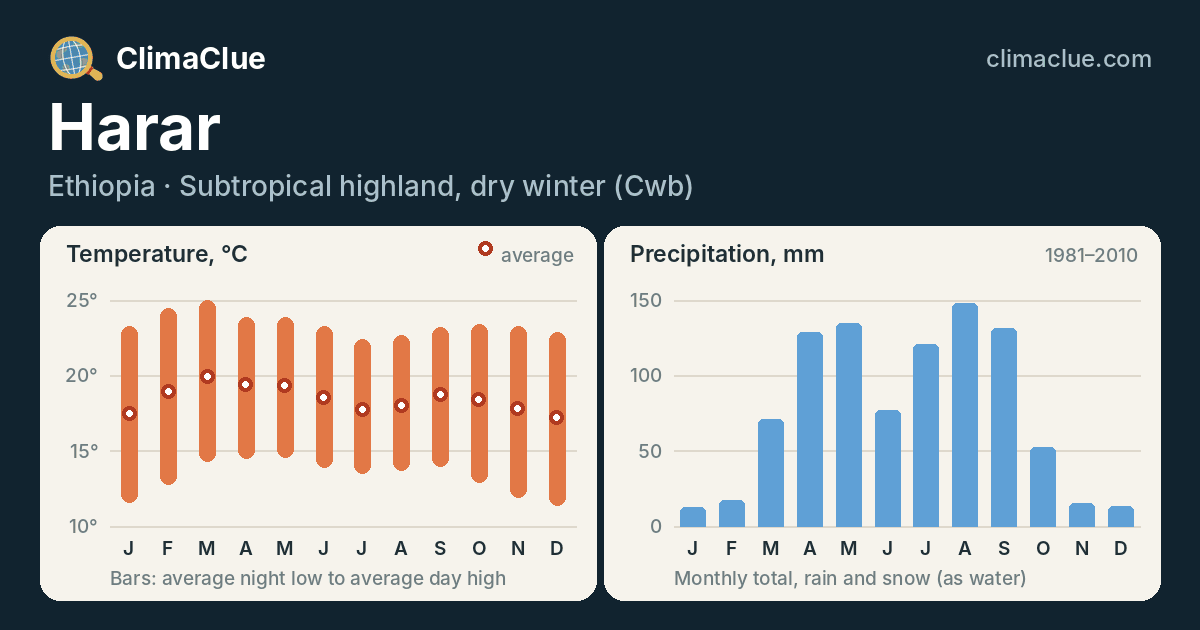 ClimaClue
climaclue.com
Harar
Ethiopia · Subtropical highland, dry winter (Cwb)
Temperature, °C
average
25°
20°
15°
10°
J F M A M J J A S O N D
Bars: average night low to average day high
Precipitation, mm
1981–2010
150
100
50
0
J F M A M J J A S O N D
Monthly total, rain and snow (as water)